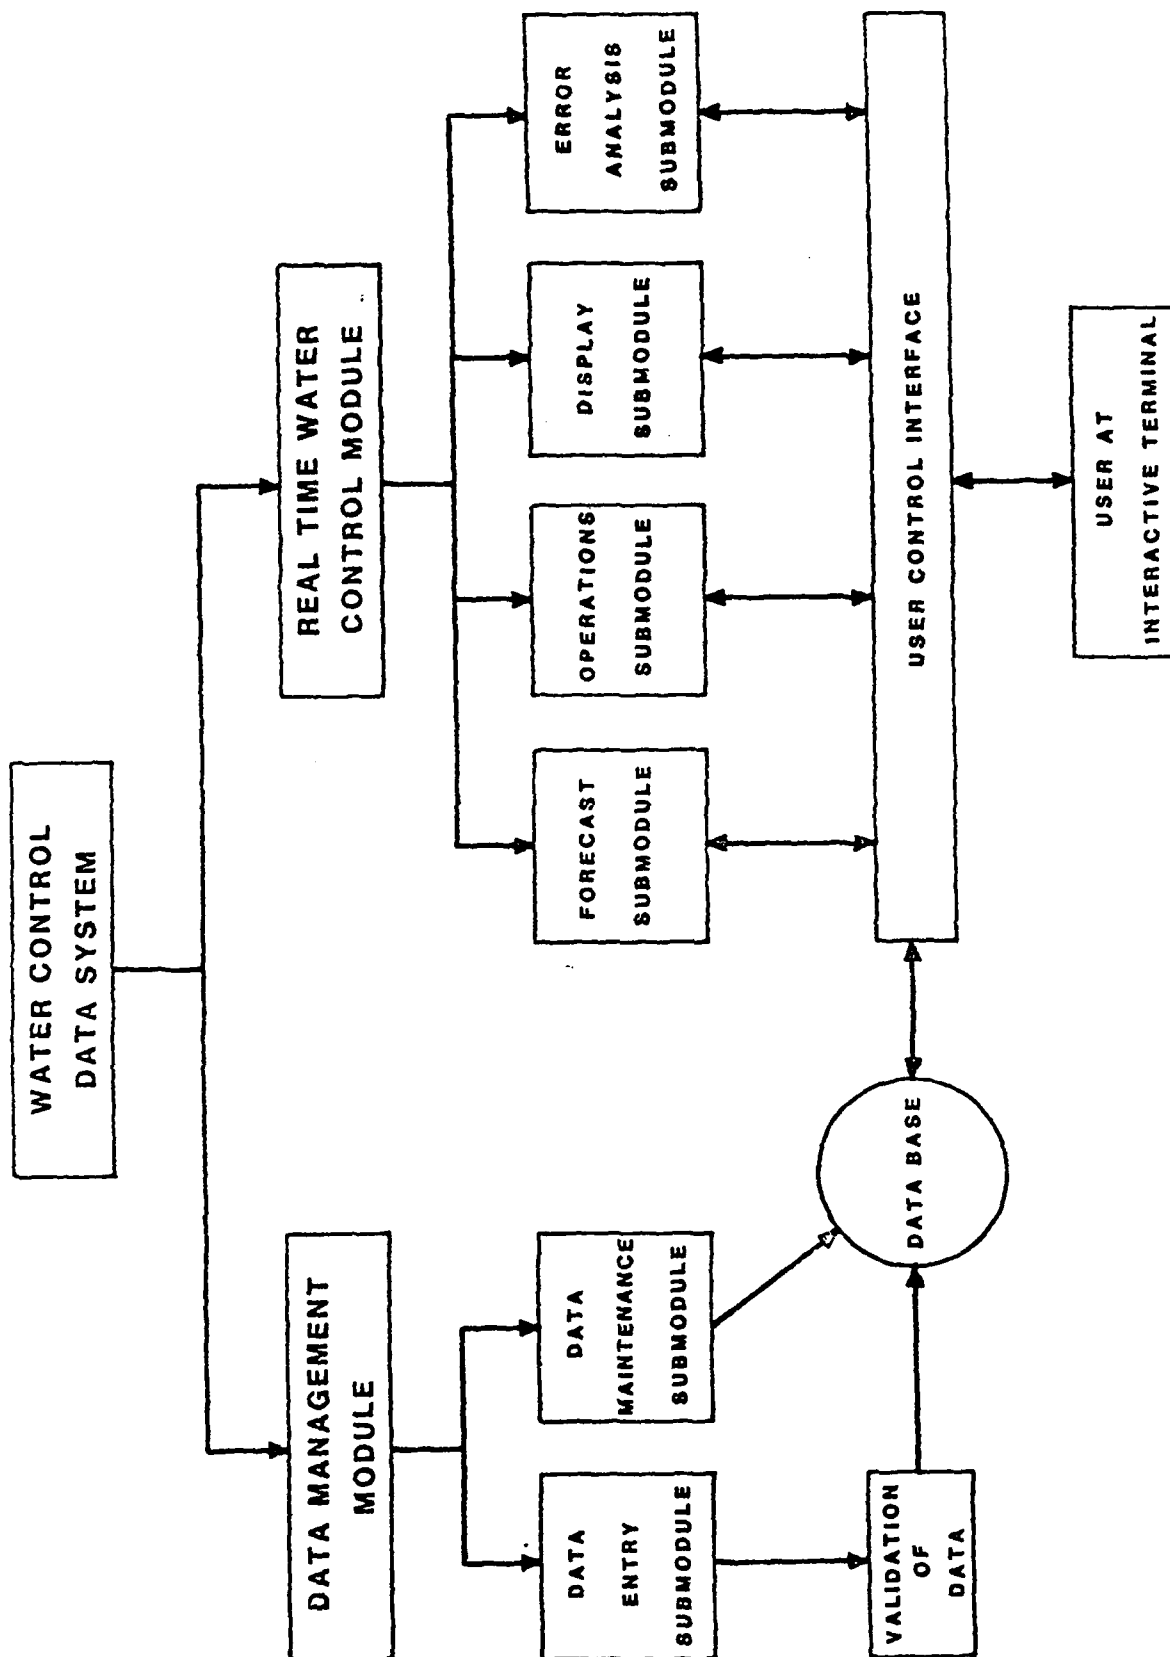 WATER CONTROL
DATA SYSTEM
DATA MANAGEMENT
MODULE
REAL TIME WATER
CONTROL MODULE
DATA
ENTRY
SUBMODULE
DATA
MAINTENANCE
SUBMODULE
FORECAST
SUBMODULE
OPERATIONS
SUBMODULE
DISPLAY
SUBMODULE
ERROR
ANALYSIS
SUBMODULE
VALIDATION
OF
DATA
DATA BASE
USER CONTROL INTERFACE
USER AT
INTERACTIVE TERMINAL